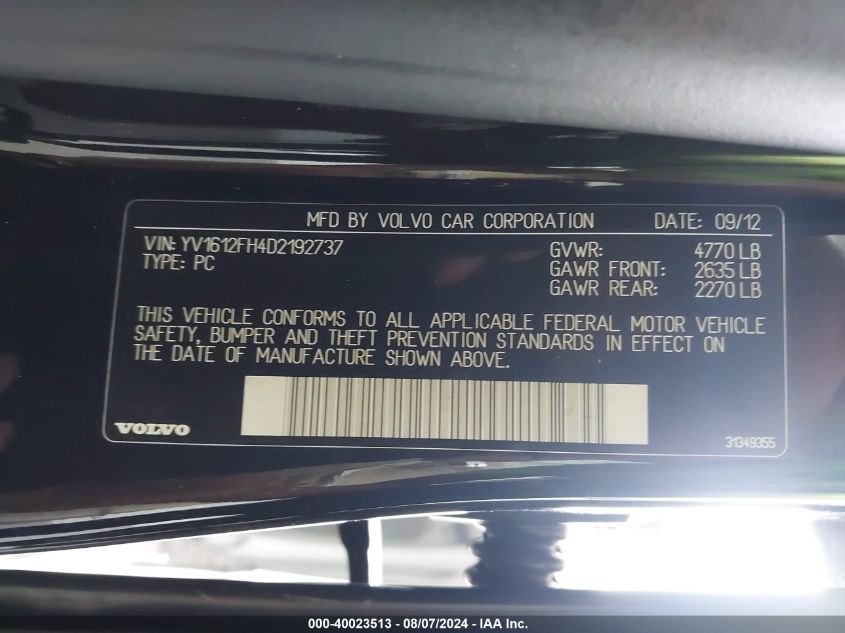 MFD BY VOLVO CAR CORPORATION DATE: 09/12
VIN: YV1612FH4D2192737 GVWR: 4770 LB
TYPE: PC GAWR FRONT: 2635 LB
GAWR REAR: 2270 LB
THIS VEHICLE CONFORMS TO ALL APPLICABLE FEDERAL MOTOR VEHICLE
SAFETY, BUMPER AND THEFT PREVENTION STANDARDS IN EFFECT ON
THE DATE OF MANUFACTURE SHOWN ABOVE.
VOLVO 31349355
000-40023513 - 08/07/2024 - IAA Inc.